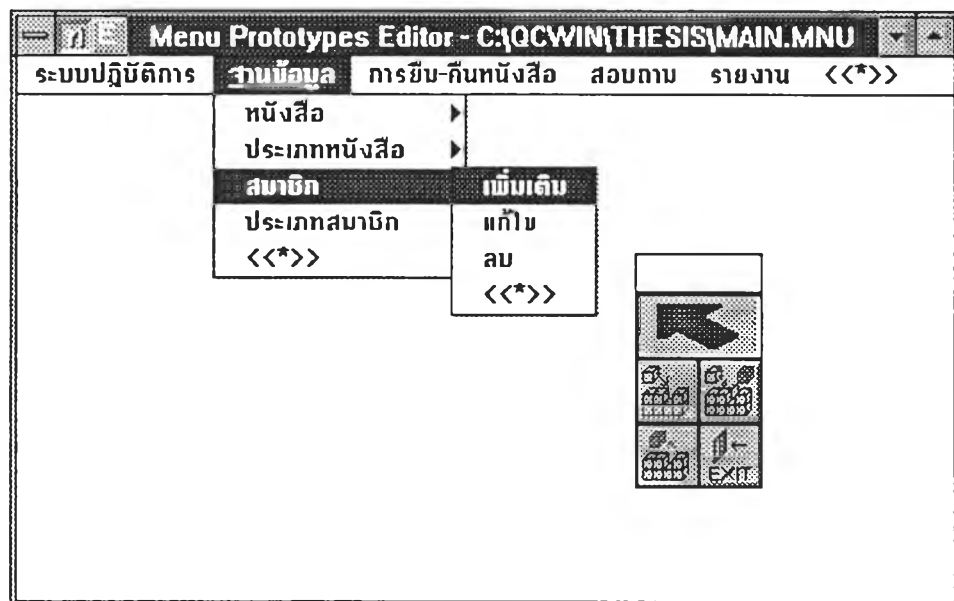 ก E Menu Prototypes Editor - C:\QCWIN\THESIS\MAIN.MNU
ระบบปฏิบัติการ ฐานข้อมูล การยืม-คืนหนังสือ สอบถาม รายงาน <<*>>
หนังสือ
ประเภทหนังสือ
สมาชิก เพิ่มเติม
ประเภทสมาชิก แก้ไข
<<*>> ลบ
<<*>>
EXIT